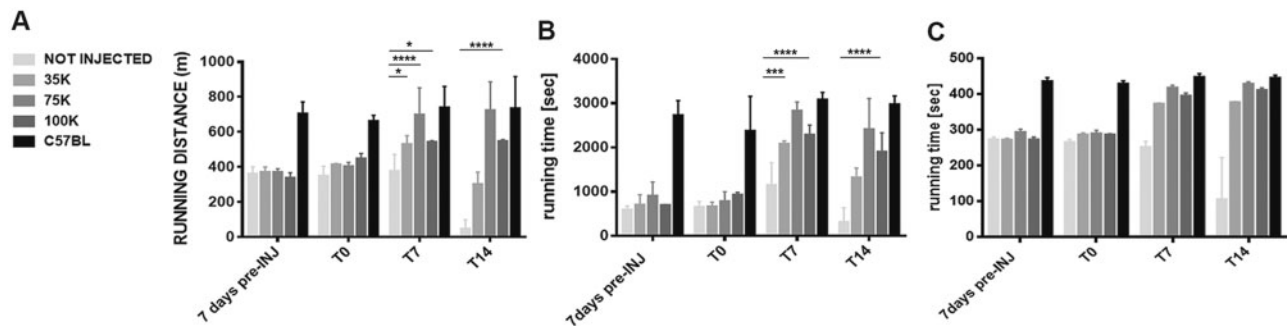 A
NOT INJECTED
35K
75K
100K
C57BL
RUNNING DISTANCE (m)
1000
800
600
400
200
0
*
****
*
****
7 days pre-INJ
T0
T7
T14
B
running time [sec]
4000
3000
2000
1000
0
****
***
****
7days pre-INJ
T0
T7
T14
C
running time [sec]
500
400
300
200
100
0
7days pre-INJ
T0
T7
T14